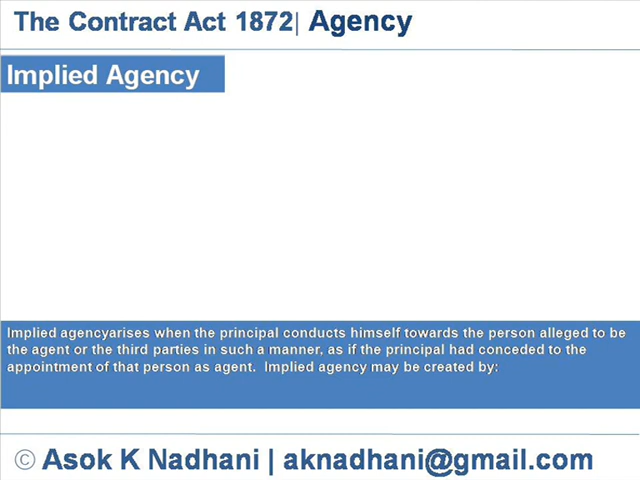 The Contract Act 1872| Agency
Implied Agency
Implied agencyarises when the principal conducts himself towards the person alleged to be
the agent or the third parties in such a manner, as if the principal had conceded to the
appointment of that person as agent. Implied agency may be created by:
© Asok K Nadhani | aknadhani@gmail.com